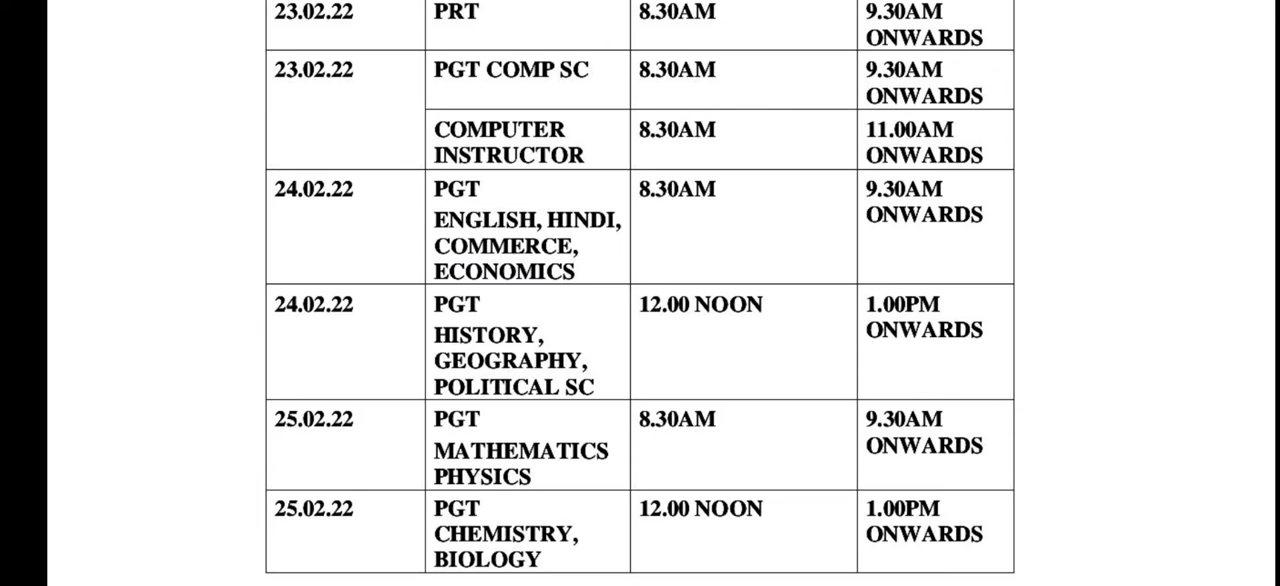 23.02.22 PRT 8.30AM 9.30AM
ONWARDS
23.02.22 PGT COMP SC 8.30AM 9.30AM
ONWARDS
COMPUTER 8.30AM 11.00AM
INSTRUCTOR ONWARDS
24.02.22 PGT 8.30AM 9.30AM
ENGLISH, HINDI, ONWARDS
COMMERCE,
ECONOMICS
24.02.22 PGT 12.00 NOON 1.00PM
HISTORY, ONWARDS
GEOGRAPHY,
POLITICAL SC
25.02.22 PGT 8.30AM 9.30AM
MATHEMATICS ONWARDS
PHYSICS
25.02.22 PGT 12.00 NOON 1.00PM
CHEMISTRY, ONWARDS
BIOLOGY